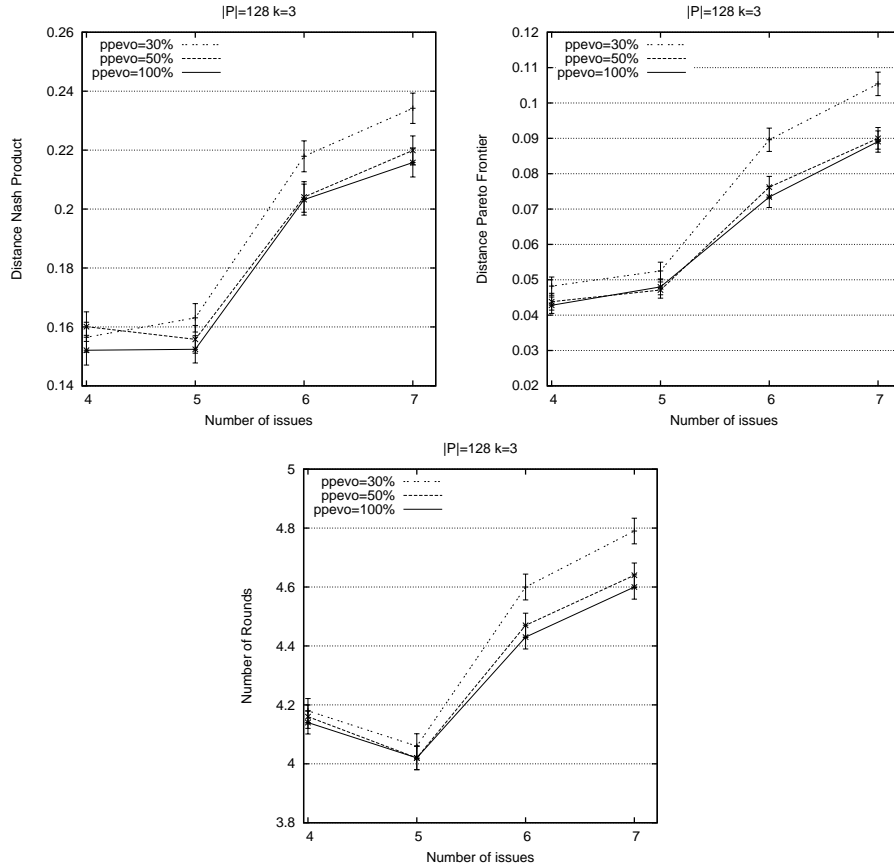 |P|=128 k=3
0.26
0.24
0.22
0.2
0.18
0.16
0.14
4 5 6 7
Distance Nash Product
Number of issues
ppevo=30%
ppevo=50%
ppevo=100%
|P|=128 k=3
0.12
0.11
0.1
0.09
0.08
0.07
0.06
0.05
0.04
0.03
0.02
4 5 6 7
Distance Pareto Frontier
Number of issues
ppevo=30%
ppevo=50%
ppevo=100%
|P|=128 k=3
5
4.8
4.6
4.4
4.2
4
3.8
4 5 6 7
Number of Rounds
Number of issues
ppevo=30%
ppevo=50%
ppevo=100%